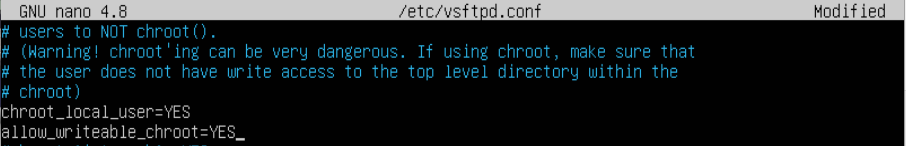 GNU nano 4.8 /etc/vsftpd.conf Modified
# users to NOT chroot().
# (Warning! chroot'ing can be very dangerous. If using chroot, make sure that
# the user does not have write access to the top level directory within the
# chroot)
chroot_local_user=YES
allow_writeable_chroot=YES_